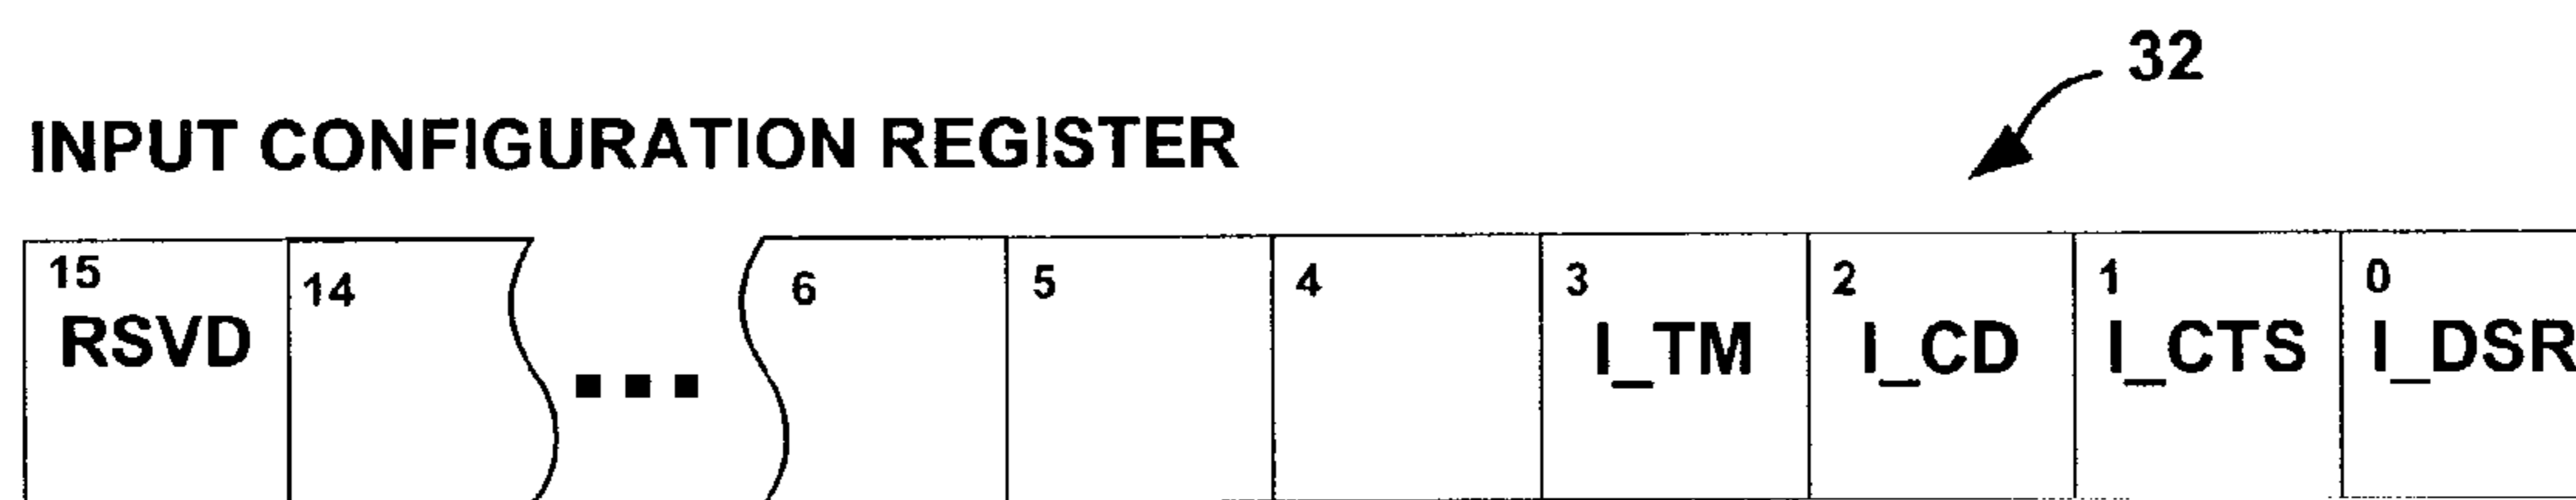 32
INPUT CONFIGURATION REGISTER
15 14 6 5 4 3 2 1 0
RSVD ... I_TM I_CD I_CTS I_DSR